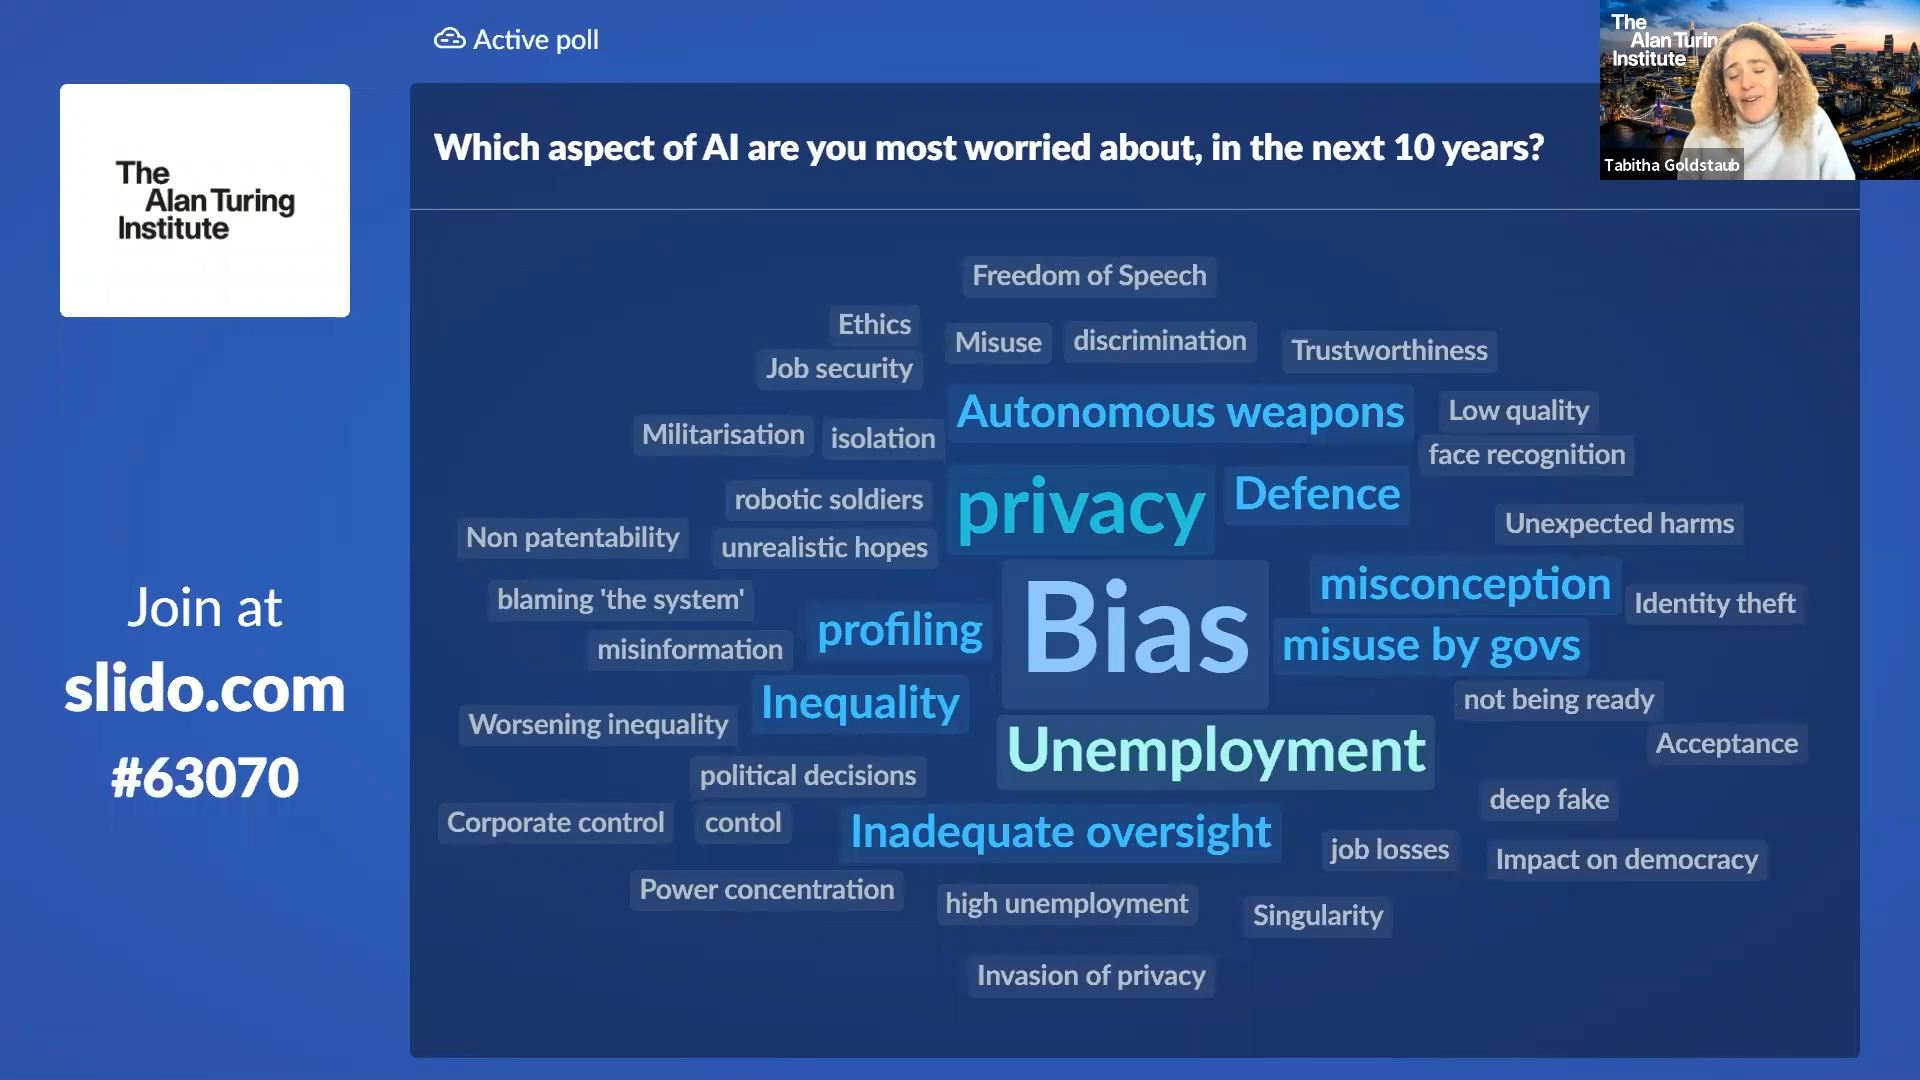 Active poll
The
Alan Turing
Institute
Which aspect of AI are you most worried about, in the next 10 years?
The
Alan Turin
Institute
Tabitha Goldstaub
Freedom of Speech
Ethics
Misuse
discrimination
Trustworthiness
Job security
Autonomous weapons
Low quality
Militarisation
isolation
face recognition
robotic soldiers
privacy
Defence
Non patentability
unrealistic hopes
Unexpected harms
blaming 'the system'
profiling
Bias
misconception
Identity theft
misinformation
misuse by govs
Worsening inequality
Inequality
not being ready
Unemployment
Acceptance
political decisions
deep fake
Corporate control
contol
Inadequate oversight
job losses
Impact on democracy
Power concentration
high unemployment
Singularity
Invasion of privacy
Join at
slido.com
#63070